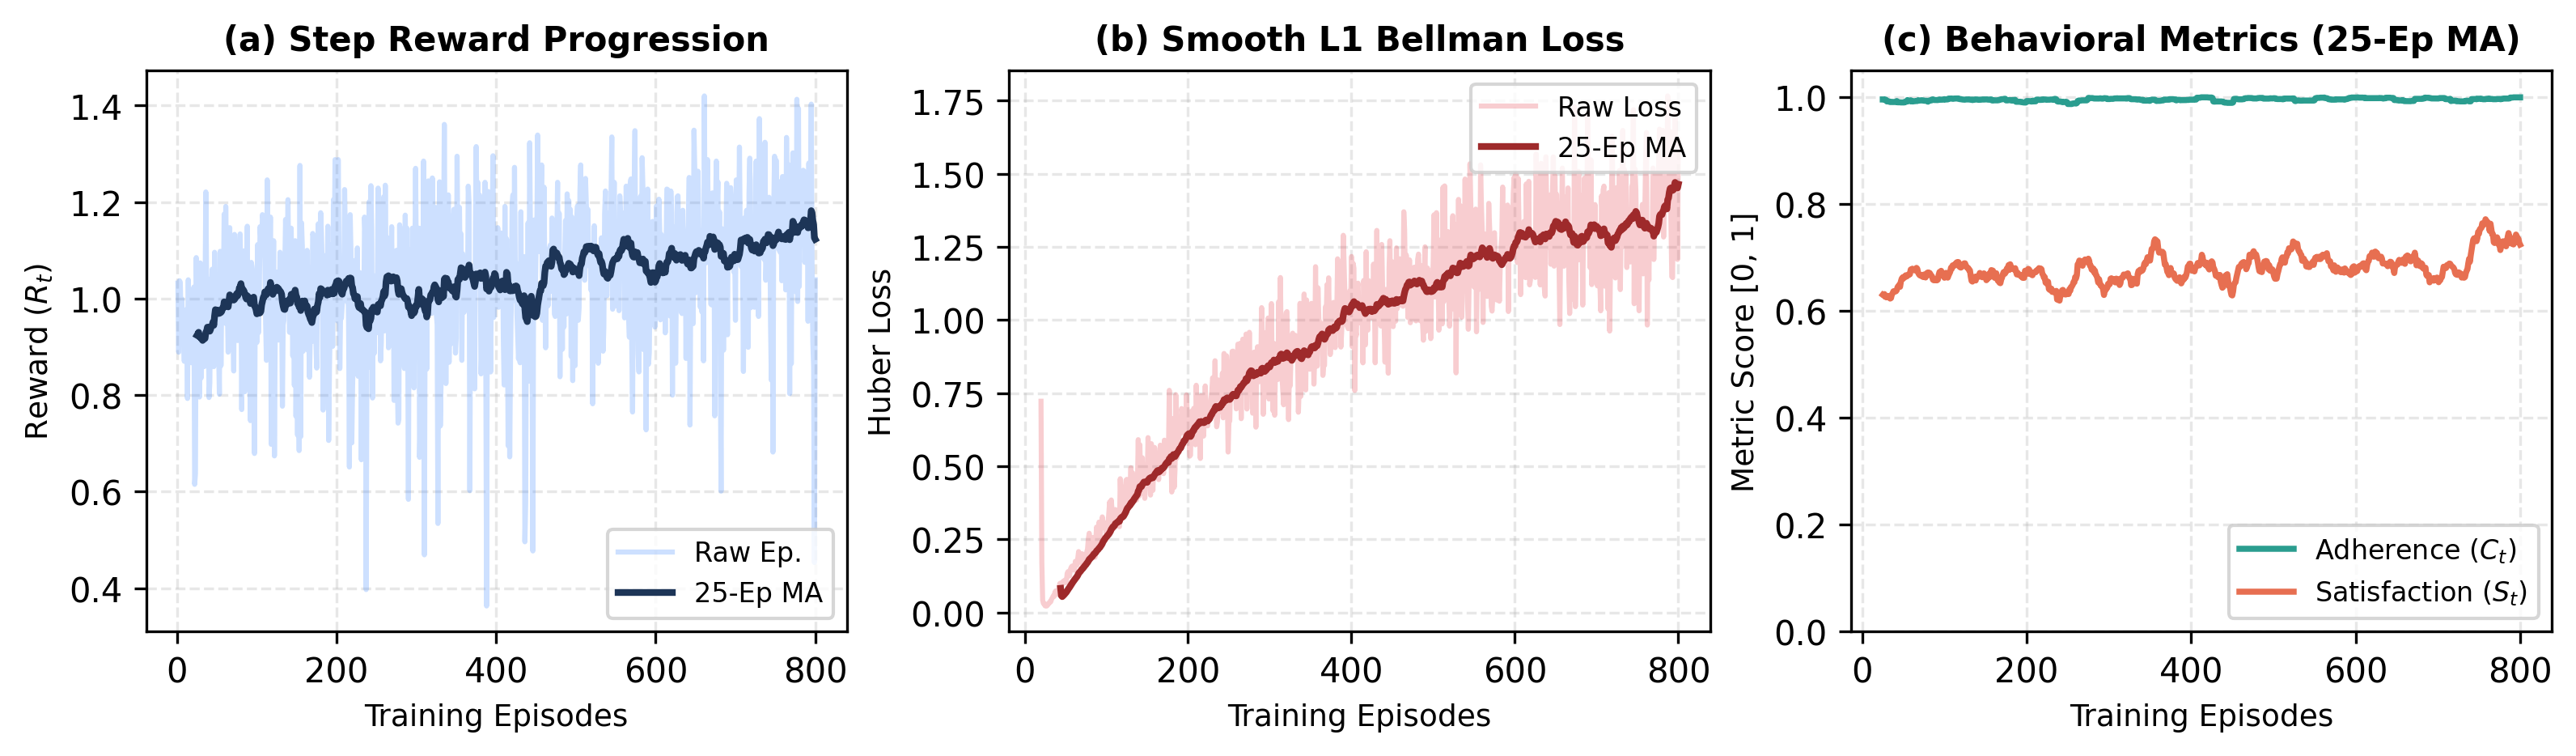 (a) Step Reward Progression
Reward (Rₜ)
1.4
1.2
1.0
0.8
0.6
0.4
Raw Ep.
25-Ep MA
0 200 400 600 800
Training Episodes
(b) Smooth L1 Bellman Loss
Huber Loss
1.75
1.50
1.25
1.00
0.75
0.50
0.25
0.00
Raw Loss
25-Ep MA
0 200 400 600 800
Training Episodes
(c) Behavioral Metrics (25-Ep MA)
Metric Score [0, 1]
1.0
0.8
0.6
0.4
0.2
0.0
Adherence (Cₜ)
Satisfaction (Sₜ)
0 200 400 600 800
Training Episodes